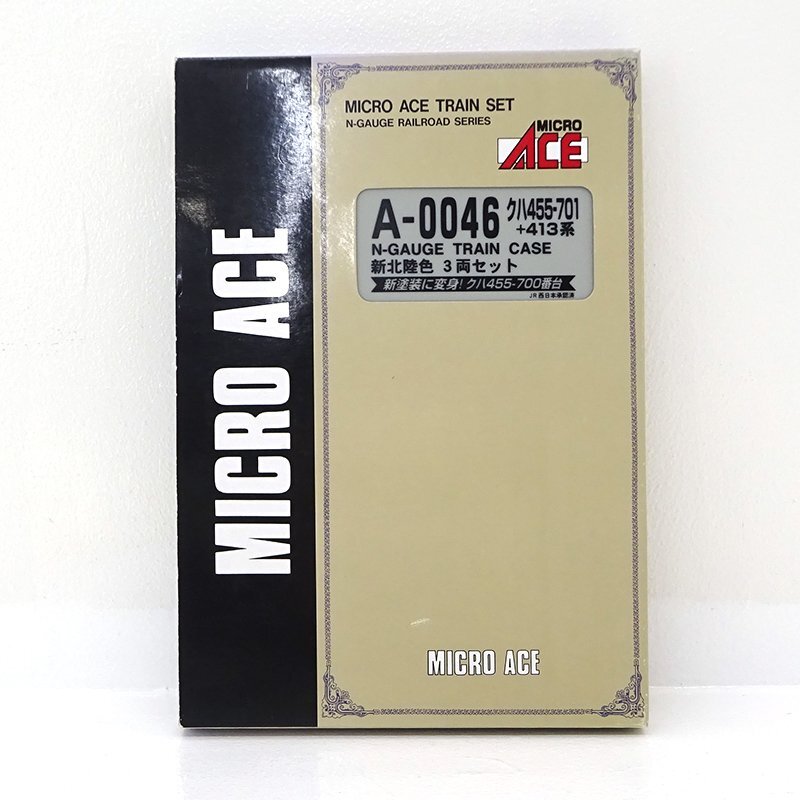 MICRO ACE
MICRO ACE TRAIN SET
N-GAUGE RAILROAD SERIES
MICRO
ACE
A-0046 クハ455-701
+413系
N-GAUGE TRAIN CASE
新北陸色 3両セット
新塗装に変身!クハ455-700番台
JR西日本承認済
MICRO ACE